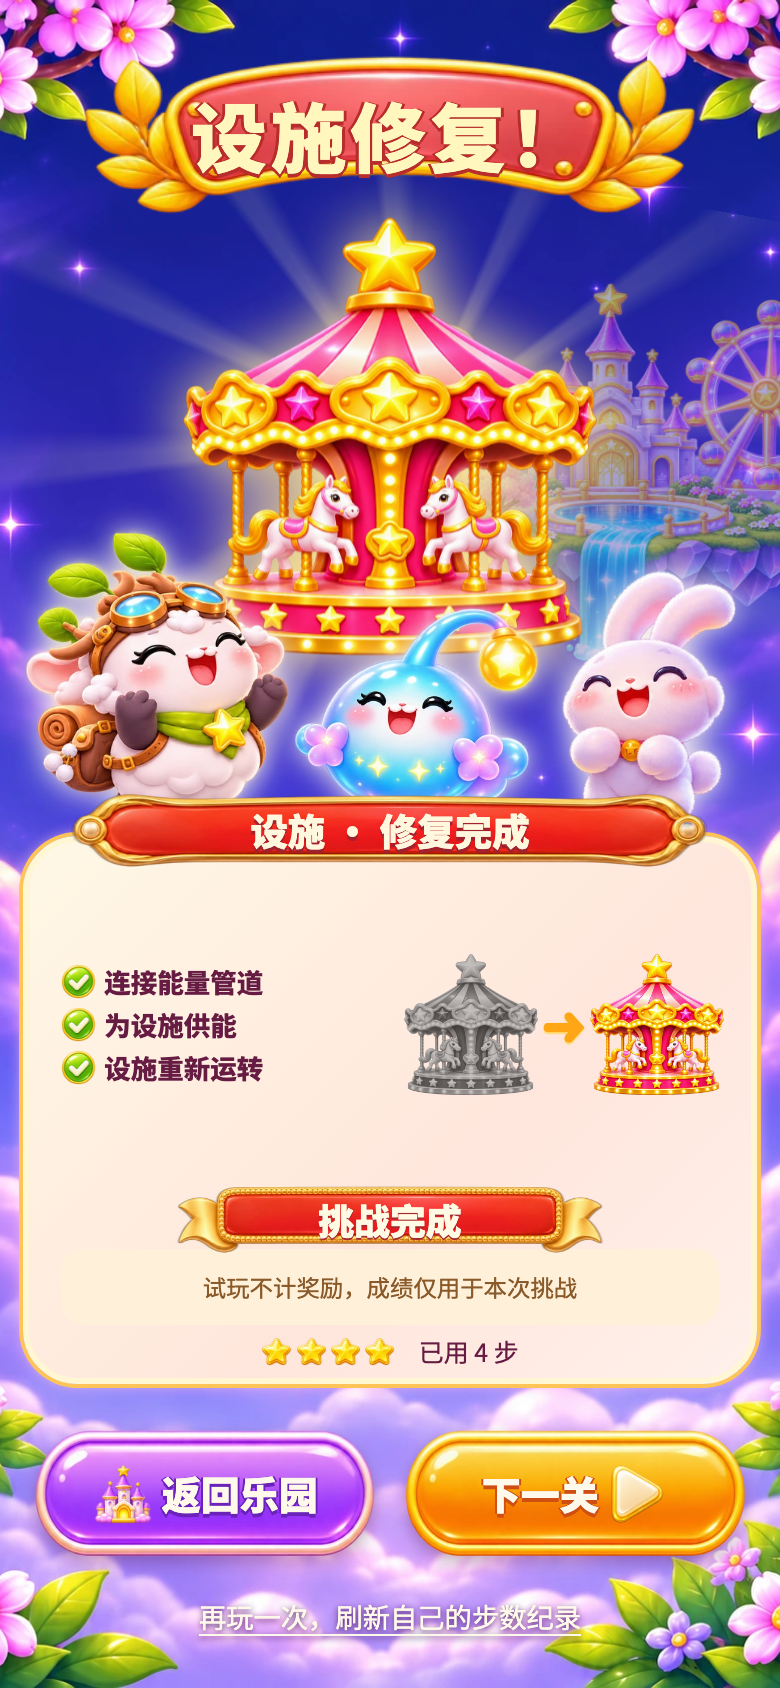 设施修复！
设施 · 修复完成
连接能量管道
为设施供能
设施重新运转
挑战完成
试玩不计奖励，成绩仅用于本次挑战
已用 4 步
返回乐园
下一关
再玩一次，刷新自己的步数纪录